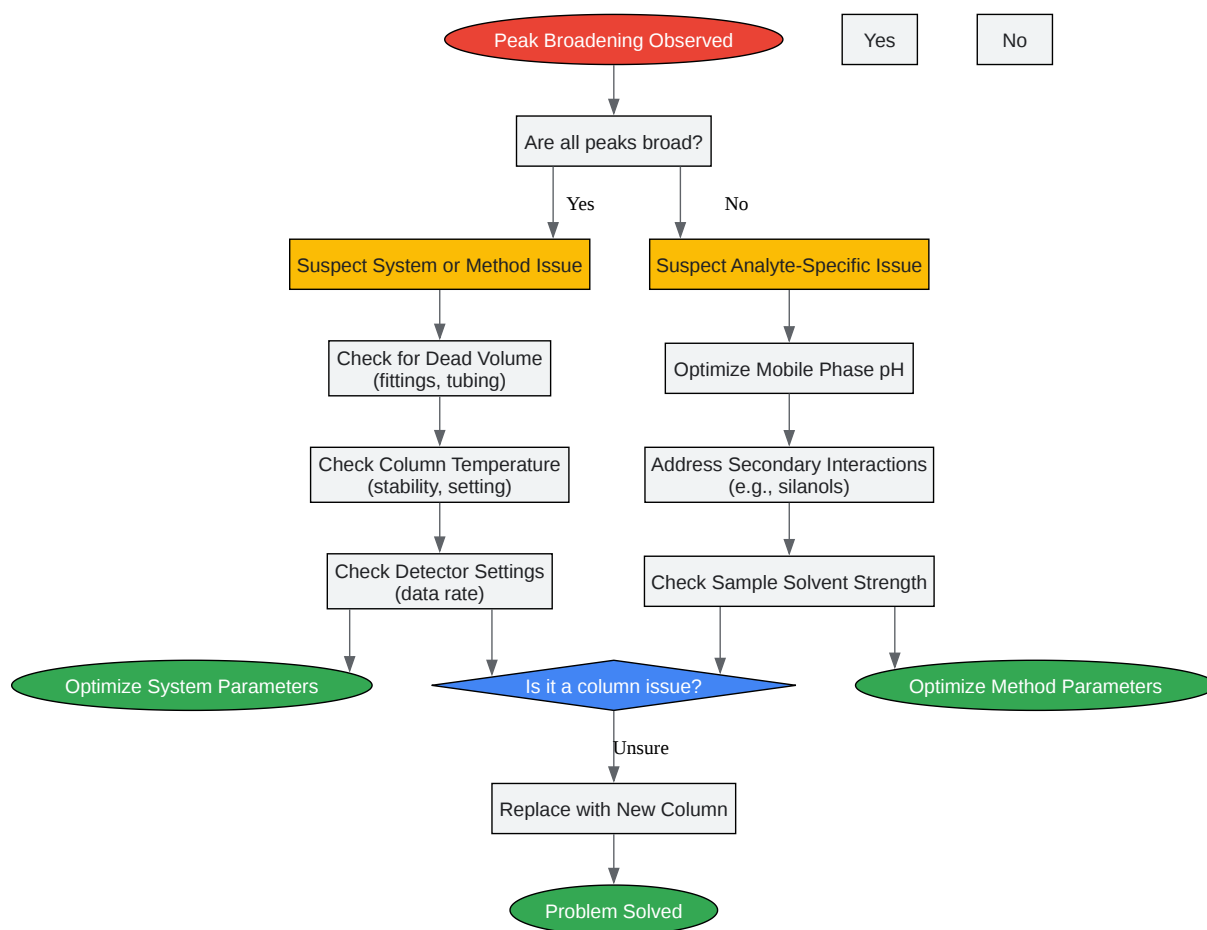 Peak Broadening Observed
Yes
No
Are all peaks broad?
Yes
No
Suspect System or Method Issue
Suspect Analyte-Specific Issue
Check for Dead Volume
(fittings, tubing)
Optimize Mobile Phase pH
Check Column Temperature
(stability, setting)
Address Secondary Interactions
(e.g., silanols)
Check Detector Settings
(data rate)
Check Sample Solvent Strength
Optimize System Parameters
Is it a column issue?
Optimize Method Parameters
Unsure
Replace with New Column
Problem Solved